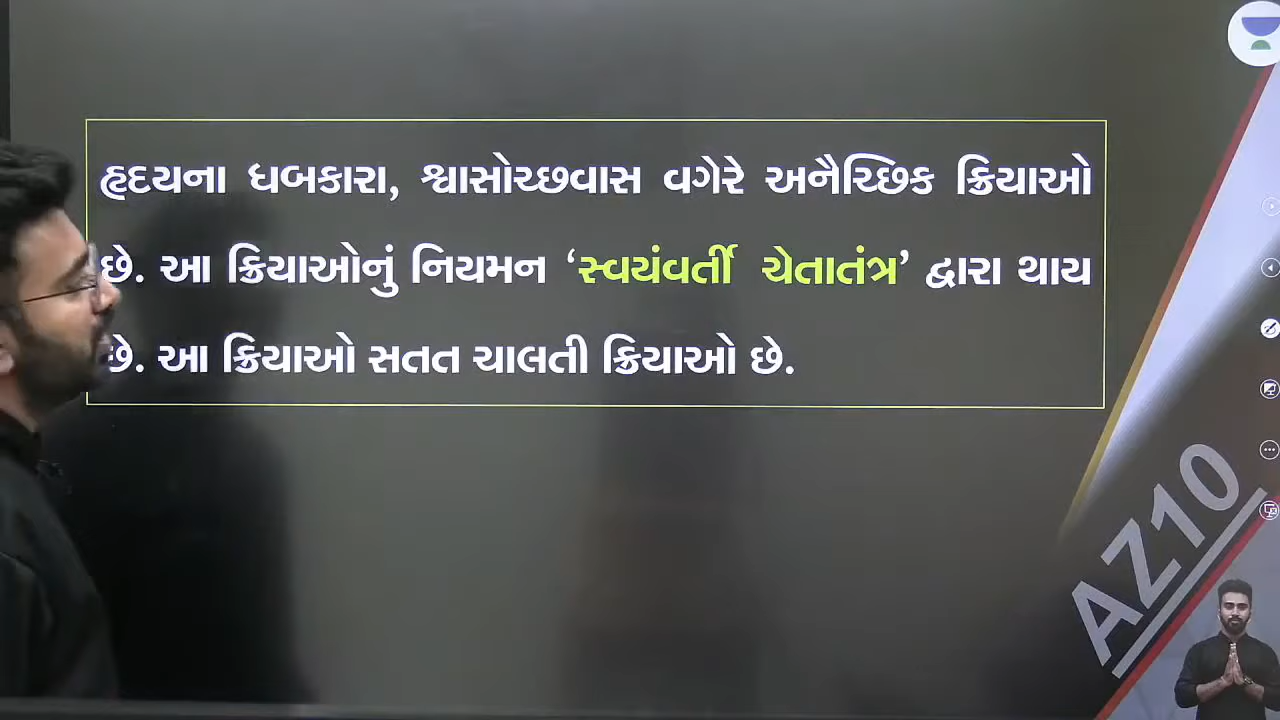 હૃદયના ધબકારા, શ્વાસોચ્છવાસ વગેરે અનૈચ્છિક ક્રિયાઓ
છે. આ ક્રિયાઓનું નિયમન ‘સ્વયંવર્તી ચેતાતંત્ર’ દ્વારા થાય
છે. આ ક્રિયાઓ સતત ચાલતી ક્રિયાઓ છે.
AZ10